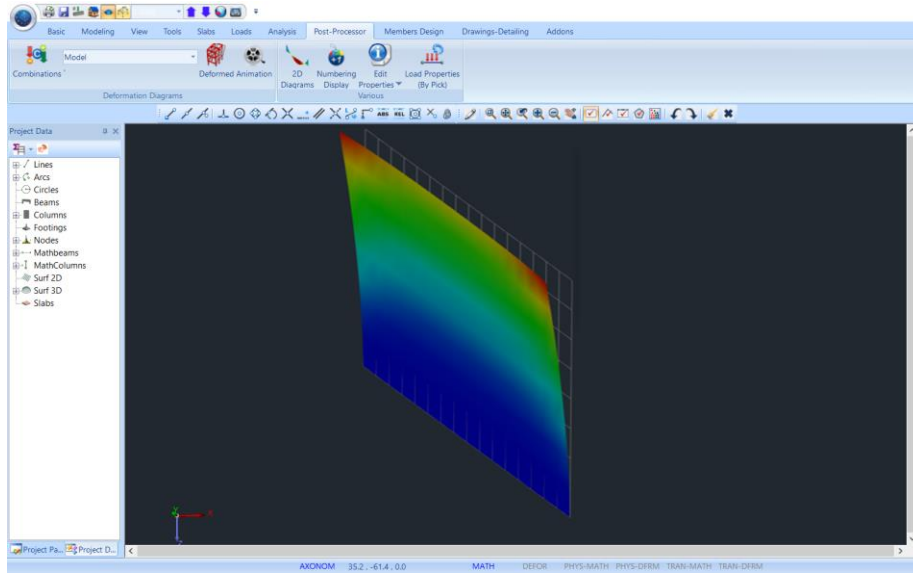 Basic Modeling View Tools Slabs Loads Analysis Post-Processor Members Design Drawings-Detailing Addons
Model
Combinations Deformed Animation 2D Diagrams Numbering Display Edit Properties Load Properties (By Pick)
Deformation Diagrams Various
ABS REL
Project Data
Lines
Arcs
Circles
Beams
Columns
Footings
Nodes
Mathbeams
MathColumns
Surf 2D
Surf 3D
Slabs
Project Pa... Project D...
AXONOM 35.2 , -61.4 , 0.0 MATH DEFOR PHYS-MATH PHYS-DFRM TRAN-MATH TRAN-DFRM